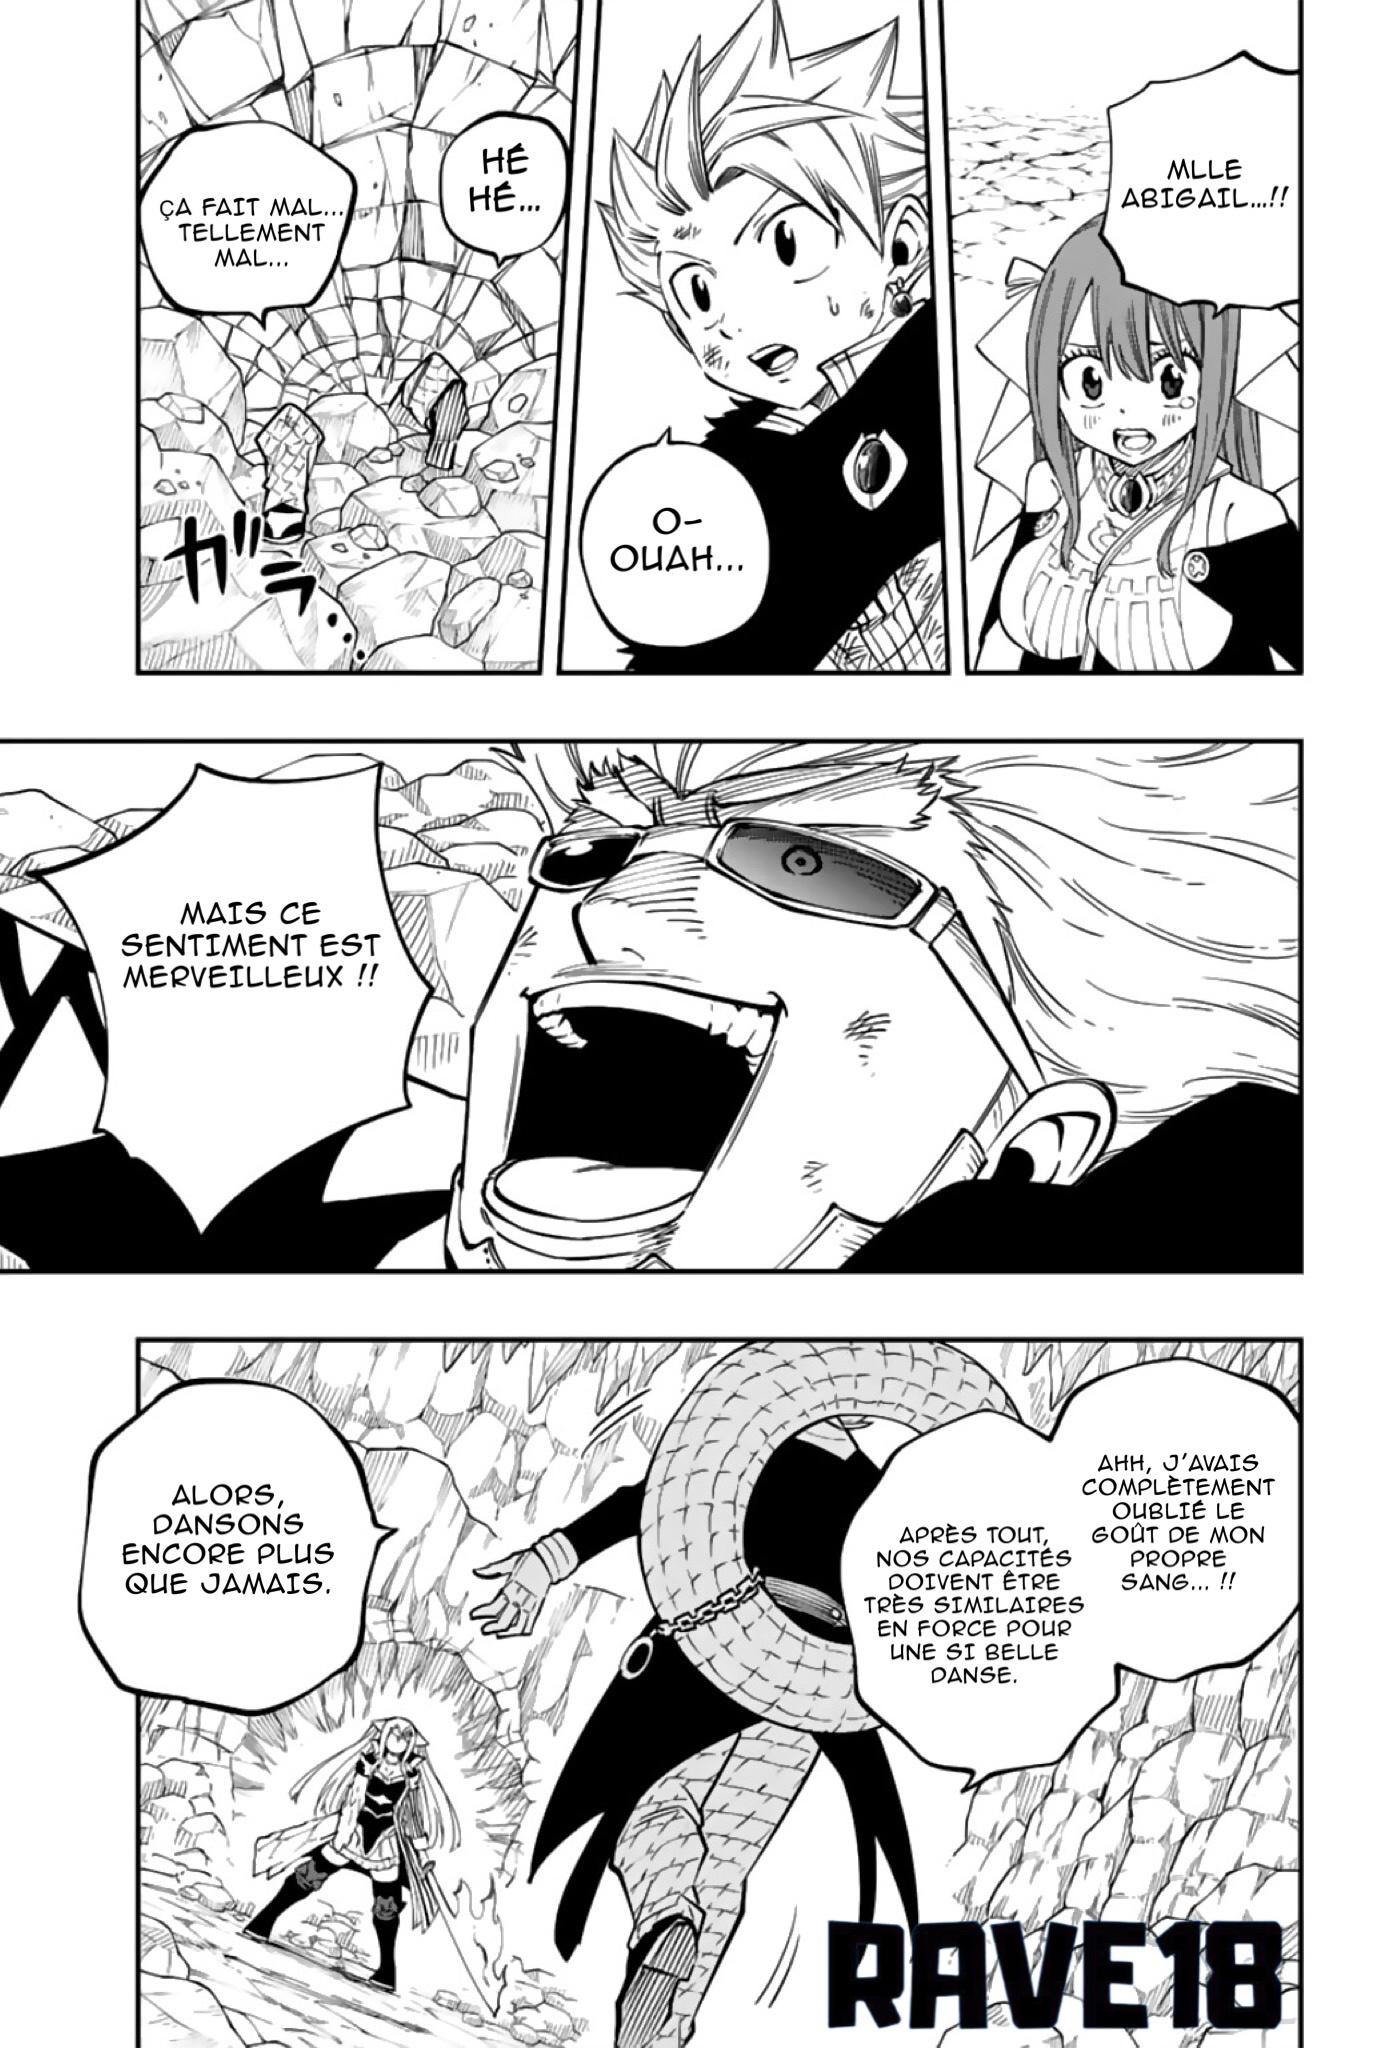 MLLE
ABIGAIL...!!
O-
OUAH...
HÉ
HÉ...
ÇA FAIT MAL...
TELLEMENT
MAL...
ガラ...
MAIS CE
SENTIMENT EST
MERVEILLEUX !!
AHH, J'AVAIS
COMPLÈTEMENT
OUBLIÉ LE
GOÛT DE MON
PROPRE
SANG... !!
APRÈS TOUT,
NOS CAPACITÉS
DOIVENT ÊTRE
TRÈS SIMILAIRES
EN FORCE POUR
UNE SI BELLE
DANSE.
ALORS,
DANSONS
ENCORE PLUS
QUE JAMAIS.
RAVE18